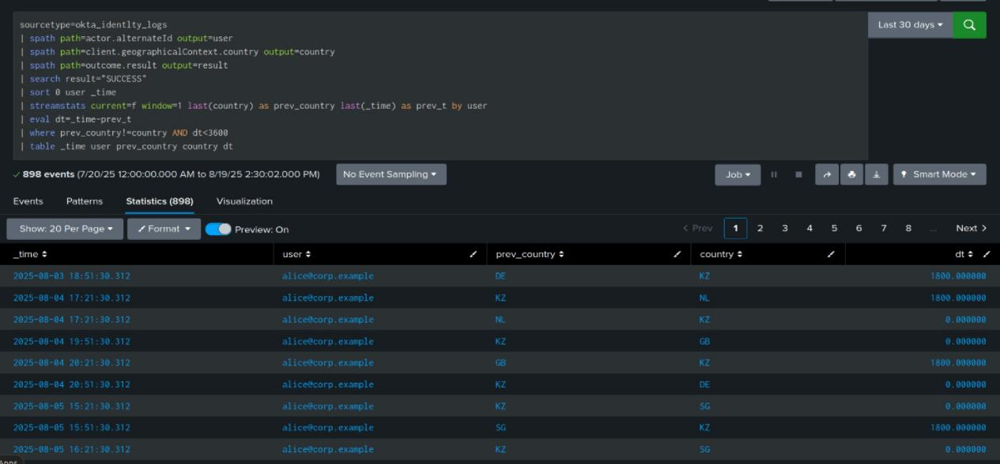 sourcetype=okta_identity_logs
| spath path=actor.alternateId output=user
| spath path=client.geographicalContext.country output=country
| spath path=outcome.result output=result
| search result="SUCCESS"
| sort 0 user _time
| streamstats current=f window=1 last(country) as prev_country last(_time) as prev_t by user
| eval dt=_time-prev_t
| where prev_country!=country AND dt<3600
| table _time user prev_country country dt
Last 30 days
898 events (7/20/25 12:00:00.000 AM to 8/19/25 2:30:02.000 PM) No Event Sampling Job Smart Mode
Events Patterns Statistics (898) Visualization
Show: 20 Per Page Format Preview: On < Prev 1 2 3 4 5 6 7 8 ... Next >
_time user prev_country country dt
2025-08-03 18:51:30.312 alice@corp.example DE KZ 1800.000000
2025-08-04 17:21:30.312 alice@corp.example KZ NL 1800.000000
2025-08-04 17:21:30.312 alice@corp.example NL KZ 0.000000
2025-08-04 19:51:30.312 alice@corp.example KZ GB 0.000000
2025-08-04 20:21:30.312 alice@corp.example GB KZ 1800.000000
2025-08-04 20:51:30.312 alice@corp.example KZ DE 0.000000
2025-08-05 15:21:30.312 alice@corp.example KZ SG 0.000000
2025-08-05 15:51:30.312 alice@corp.example SG KZ 1800.000000
2025-08-05 16:21:30.312 alice@corp.example KZ SG 0.000000
Apps